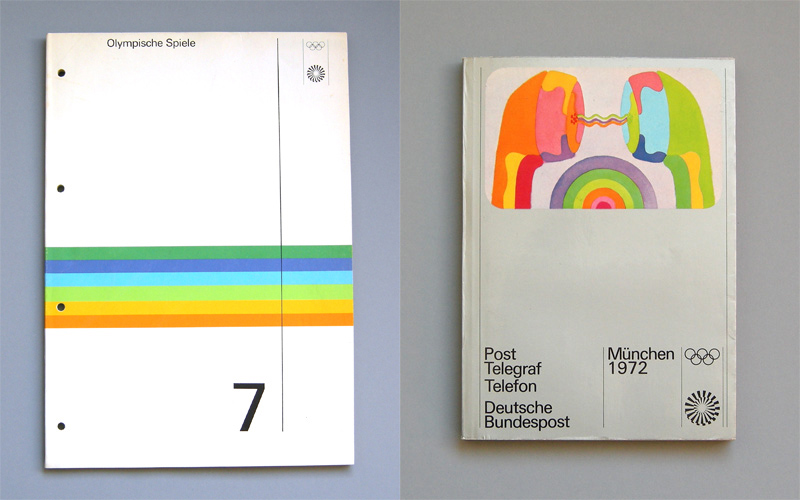 Olympische Spiele
7
Post
Telegraf
Telefon
Deutsche
Bundespost
München
1972